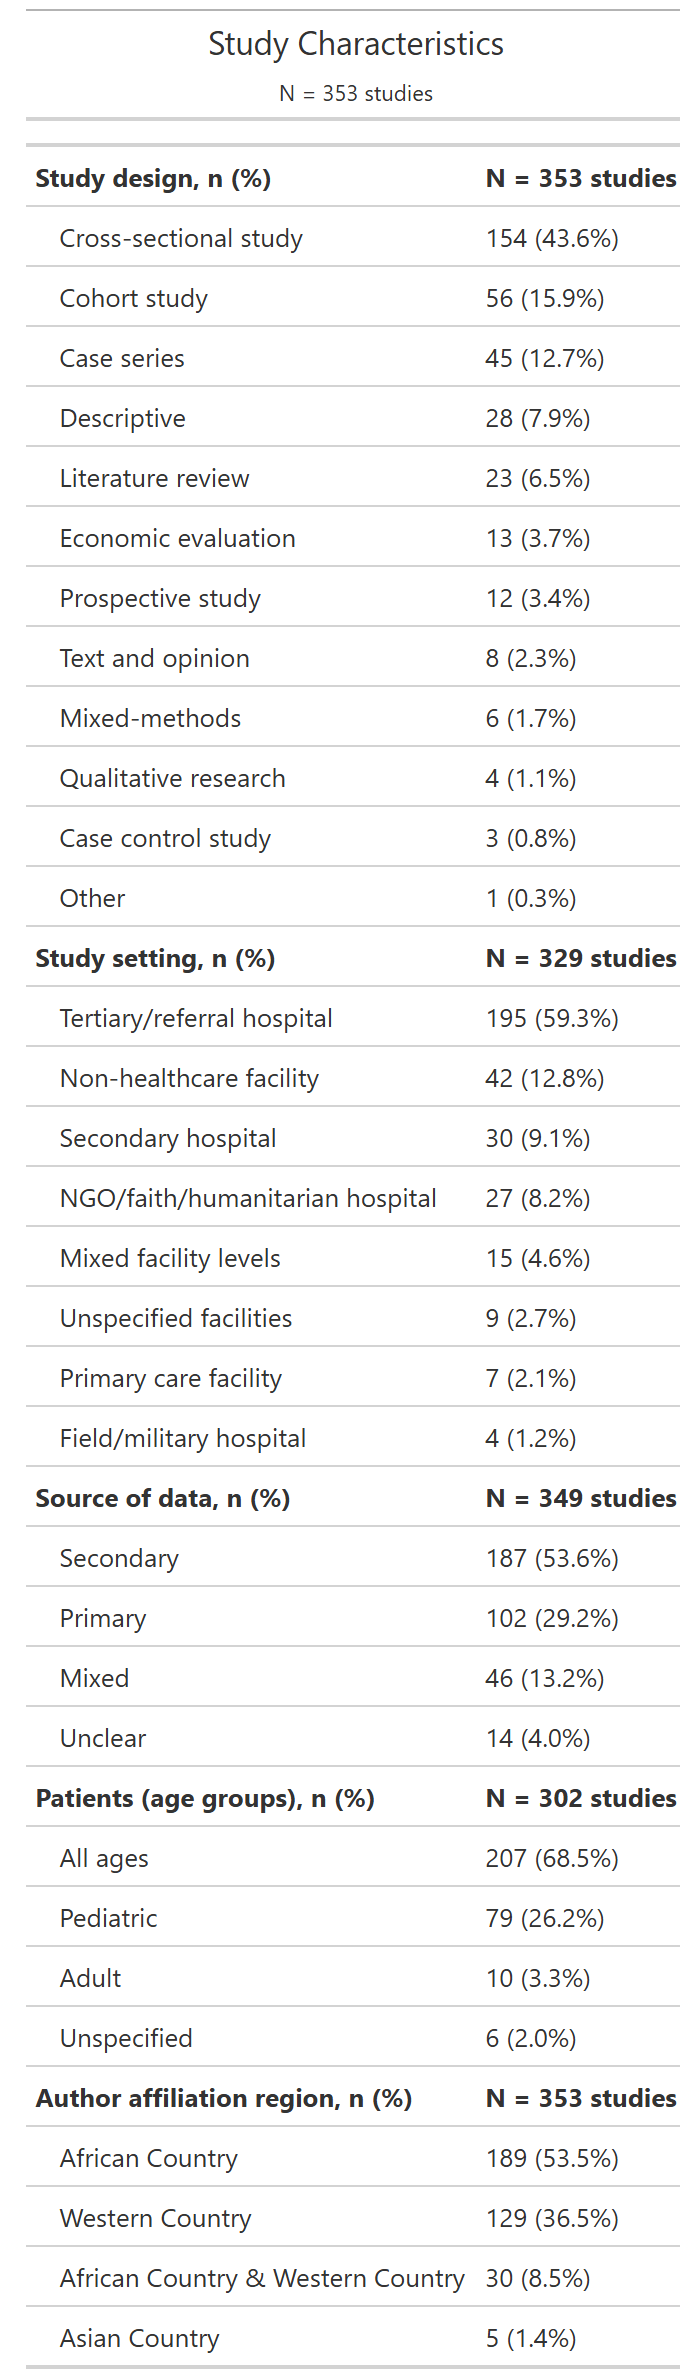 Study Characteristics
N = 353 studies
Study design, n (%) N = 353 studies
Cross-sectional study 154 (43.6%)
Cohort study 56 (15.9%)
Case series 45 (12.7%)
Descriptive 28 (7.9%)
Literature review 23 (6.5%)
Economic evaluation 13 (3.7%)
Prospective study 12 (3.4%)
Text and opinion 8 (2.3%)
Mixed-methods 6 (1.7%)
Qualitative research 4 (1.1%)
Case control study 3 (0.8%)
Other 1 (0.3%)
Study setting, n (%) N = 329 studies
Tertiary/referral hospital 195 (59.3%)
Non-healthcare facility 42 (12.8%)
Secondary hospital 30 (9.1%)
NGO/faith/humanitarian hospital 27 (8.2%)
Mixed facility levels 15 (4.6%)
Unspecified facilities 9 (2.7%)
Primary care facility 7 (2.1%)
Field/military hospital 4 (1.2%)
Source of data, n (%) N = 349 studies
Secondary 187 (53.6%)
Primary 102 (29.2%)
Mixed 46 (13.2%)
Unclear 14 (4.0%)
Patients (age groups), n (%) N = 302 studies
All ages 207 (68.5%)
Pediatric 79 (26.2%)
Adult 10 (3.3%)
Unspecified 6 (2.0%)
Author affiliation region, n (%) N = 353 studies
African Country 189 (53.5%)
Western Country 129 (36.5%)
African Country & Western Country 30 (8.5%)
Asian Country 5 (1.4%)